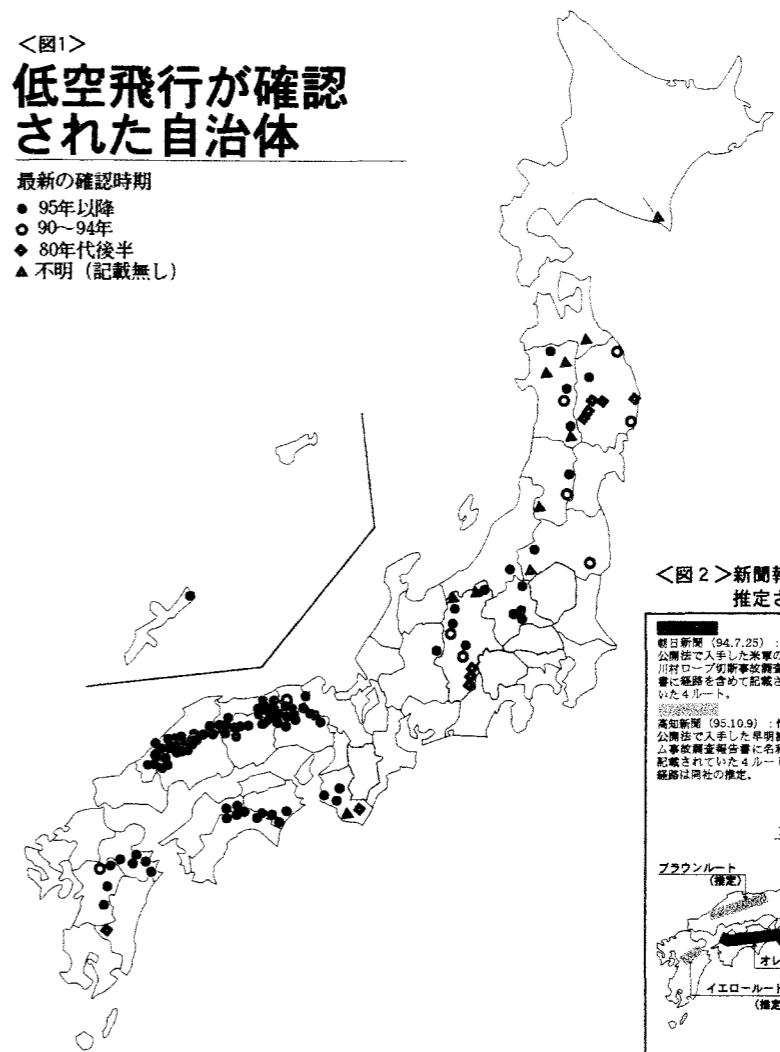 ＜図1＞
低空飛行が確認
された自治体
最新の確認時期
● 95年以降
○ 90～94年
◆ 80年代後半
▲ 不明（記載無し）
＜図2＞新聞報
推定さ
朝日新聞（94.7.25）：
公開法で入手した米軍の
川村ロープ切断事故調査
書に経路を含めて記載さ
いた4ルート。
高知新聞（95.10.9）：
公開法で入手した早明浦
ム事故調査報告書に名称
記載されていた4ルート
経路は同社の推定。
ブラウンルート
（推定）
オレ
イエロールート
（推定